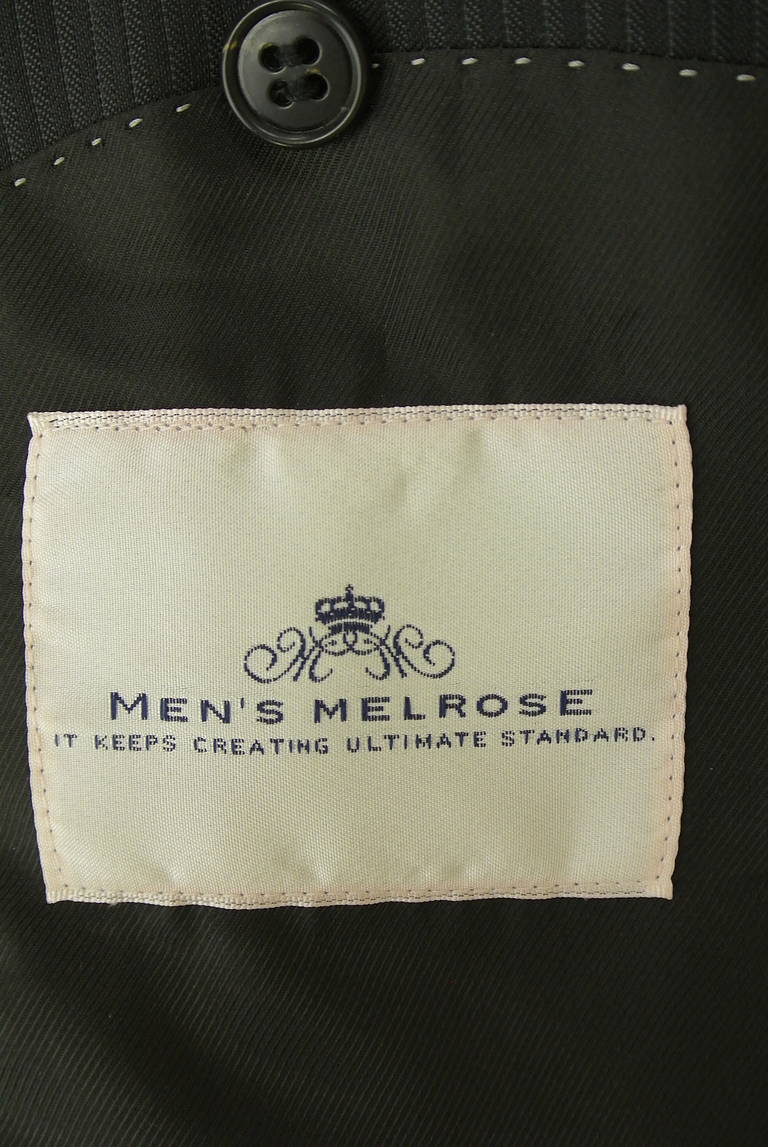 MEN'S MELROSE
IT KEEPS CREATING ULTIMATE STANDARD.